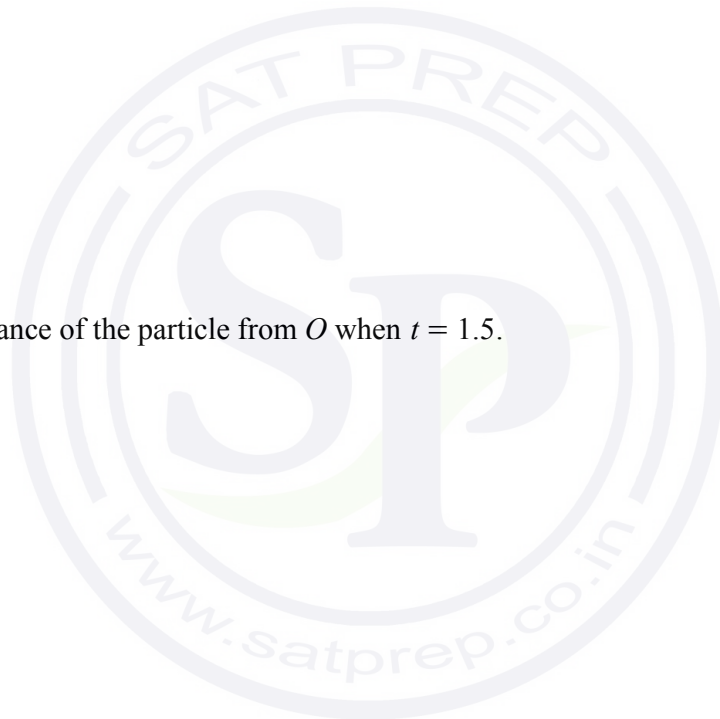 SAT PREP
SP
ance of the particle from O when t = 1.5.
www.satprep.co.in